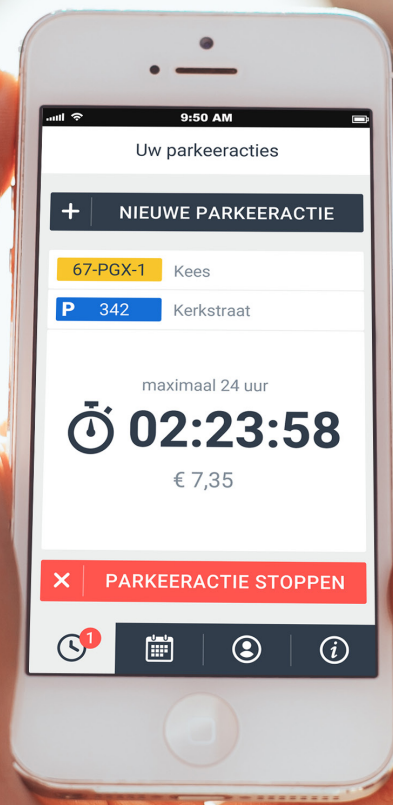 9:50 AM
Uw parkeeracties
+ NIEUWE PARKEERACTIE
67-PGX-1 Kees
P 342 Kerkstraat
maximaal 24 uur
02:23:58
€ 7,35
× PARKEERACTIE STOPPEN
1
i